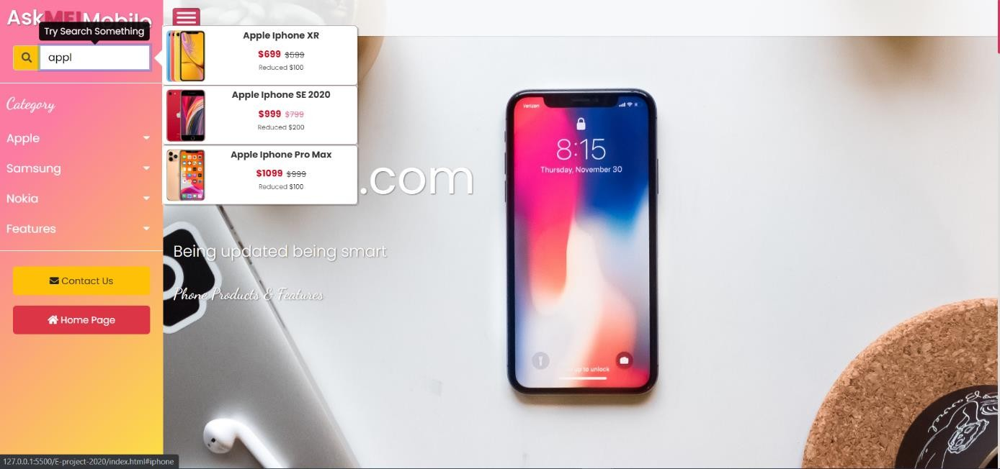 AskMEIMobile
Try Search Something
appl
Apple Iphone XR
$699 $599
Reduced $100
Apple Iphone SE 2020
$999 $799
Reduced $200
Apple Iphone Pro Max
$1099 $999
Reduced $100
Category
Apple
Samsung
Nokia
Features
Contact Us
Home Page
.com
Being updated being smart
Phone Products & Features
Verizon
8:15
Thursday, November 30
up to unlock
127.0.0.1:5500/E-project-2020/index.html#iphone